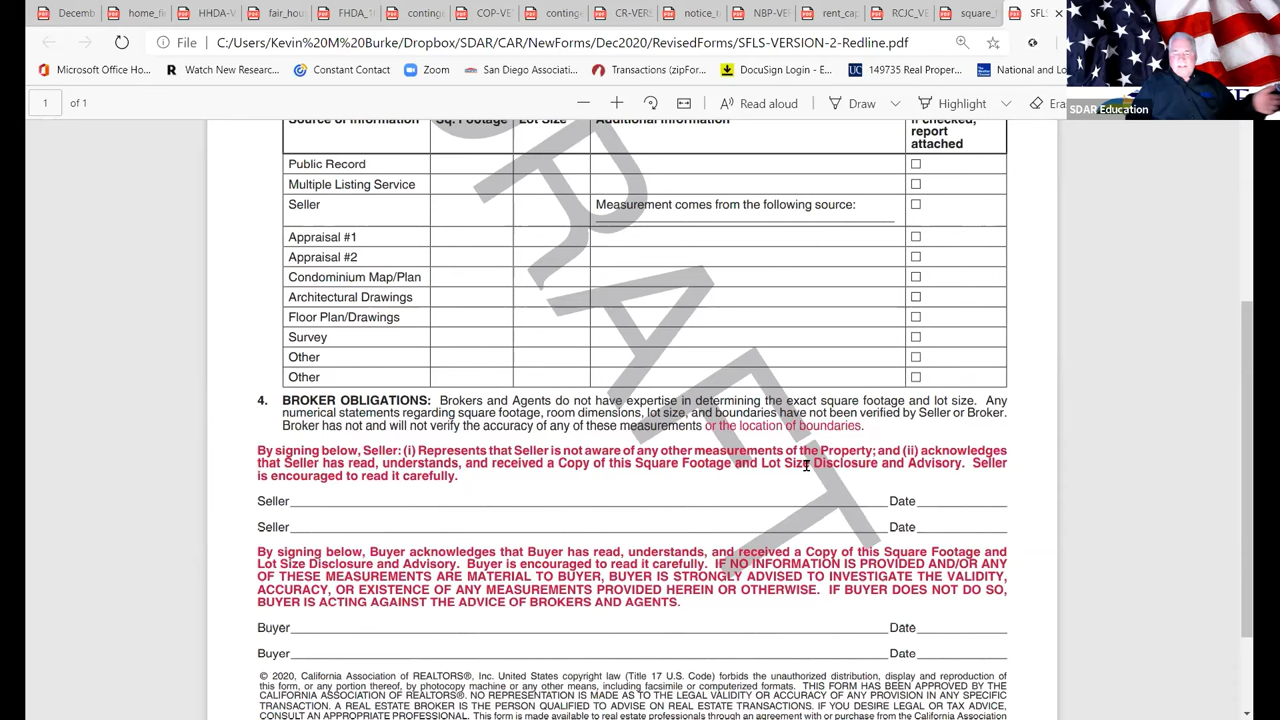 Decemb
home_fi
HHDA-V
fair_hou
FHDA_1
conting
COP-VE
conting
CR-VER
notice_t
NBP-VE
rent_cap
RCJC_VE
square_
SFLS
File C:/Users/Kevin%20M%20Burke/Dropbox/SDAR/CAR/NewForms/Dec2020/RevisedForms/SFLS-VERSION-2-Redline.pdf
Microsoft Office Ho... Watch New Researc... Constant Contact Zoom San Diego Associati... Transactions (zipFor... DocuSign Login - E... 149735 Real Proper... National and Lo
SDAR Education
1 of 1 Read aloud Draw Highlight Era
Additional Information
If checked,
report
attached
Public Record
Multiple Listing Service
Seller Measurement comes from the following source:
Appraisal #1
Appraisal #2
Condominium Map/Plan
Architectural Drawings
Floor Plan/Drawings
Survey
Other
Other
DRAFT
4. BROKER OBLIGATIONS: Brokers and Agents do not have expertise in determining the exact square footage and lot size. Any
numerical statements regarding square footage, room dimensions, lot size, and boundaries have not been verified by Seller or Broker.
Broker has not and will not verify the accuracy of any of these measurements or the location of boundaries.
By signing below, Seller: (i) Represents that Seller is not aware of any other measurements of the Property; and (ii) acknowledges
that Seller has read, understands, and received a Copy of this Square Footage and Lot Size Disclosure and Advisory. Seller
is encouraged to read it carefully.
Seller Date
Seller Date
By signing below, Buyer acknowledges that Buyer has read, understands, and received a Copy of this Square Footage and
Lot Size Disclosure and Advisory. Buyer is encouraged to read it carefully. IF NO INFORMATION IS PROVIDED AND/OR ANY
OF THESE MEASUREMENTS ARE MATERIAL TO BUYER, BUYER IS STRONGLY ADVISED TO INVESTIGATE THE VALIDITY,
ACCURACY, OR EXISTENCE OF ANY MEASUREMENTS PROVIDED HEREIN OR OTHERWISE. IF BUYER DOES NOT DO SO,
BUYER IS ACTING AGAINST THE ADVICE OF BROKERS AND AGENTS.
Buyer Date
Buyer Date
© 2020, California Association of REALTORS®, Inc. United States copyright law (Title 17 U.S. Code) forbids the unauthorized distribution, display and reproduction of
this form, or any portion thereof, by photocopy machine or any other means, including facsimile or computerized formats. THIS FORM HAS BEEN APPROVED BY THE
CALIFORNIA ASSOCIATION OF REALTORS®. NO REPRESENTATION IS MADE AS TO THE LEGAL VALIDITY OR ACCURACY OF ANY PROVISION IN ANY SPECIFIC
TRANSACTION. A REAL ESTATE BROKER IS THE PERSON QUALIFIED TO ADVISE ON REAL ESTATE TRANSACTIONS. IF YOU DESIRE LEGAL OR TAX ADVICE,
CONSULT AN APPROPRIATE PROFESSIONAL. This form is made available to real estate professionals through an agreement with or purchase from the California Association